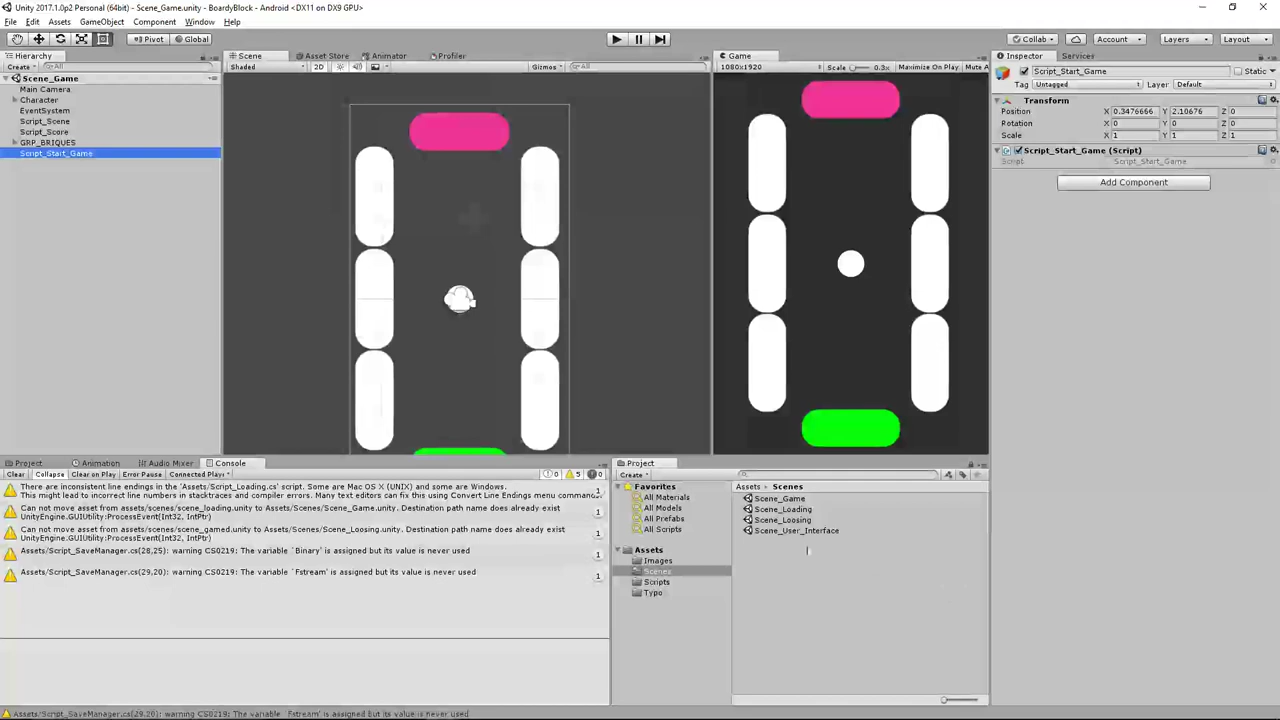 Unity 2017.1.0p2 Personal (64bit) - Scene_Game.unity - BoardyBlock - Android <DX11 on DX9 GPU>
File Edit Assets GameObject Component Window Help
Pivot Global Collab Account Layers Layout
Hierarchy
Create All
Scene_Game
Main Camera
Character
EventSystem
Script_Scene
Script_Score
GRP_BRIQUES
Script_Start_Game
Scene Asset Store Animator Profiler
Shaded 2D Gizmos All
Game
1080x1920 Scale 0.3x Maximize On Play Mute A
Inspector Services
Script_Start_Game Static
Tag Untagged Layer Default
Transform
Position X 0.3476666 Y 2.10676 Z 0
Rotation X 0 Y 0 Z 0
Scale X 1 Y 1 Z 1
Script_Start_Game (Script)
Script Script_Start_Game
Add Component
Project Animation Audio Mixer Console
Clear Collapse Clear on Play Error Pause Connected Player 0 5 0
There are inconsistent line endings in the 'Assets/Script_Loading.cs' script. Some are Mac OS X (UNIX) and some are Windows.
This might lead to incorrect line numbers in stacktraces and compiler errors. Many text editors can fix this using Convert Line Endings menu command 1
Can not move asset from assets/scenes/scene_loading.unity to Assets/Scenes/Scene_Game.unity. Destination path name does already exist
UnityEngine.GUIUtility:ProcessEvent(Int32, IntPtr) 1
Can not move asset from assets/scenes/scene_gamed.unity to Assets/Scenes/Scene_Loosing.unity. Destination path name does already exist
UnityEngine.GUIUtility:ProcessEvent(Int32, IntPtr) 1
Assets/Script_SaveManager.cs(28,25): warning CS0219: The variable `Binary' is assigned but its value is never used 1
Assets/Script_SaveManager.cs(29,20): warning CS0219: The variable `Fstream' is assigned but its value is never used 1
Project
Create
Favorites
All Materials
All Models
All Prefabs
All Scripts
Assets
Images
Scenes
Scripts
Typo
Assets Scenes
Scene_Game
Scene_Loading
Scene_Loosing
Scene_User_Interface
Assets/Script_SaveManager.cs(29,20): warning CS0219: The variable `Fstream' is assigned but its value is never used